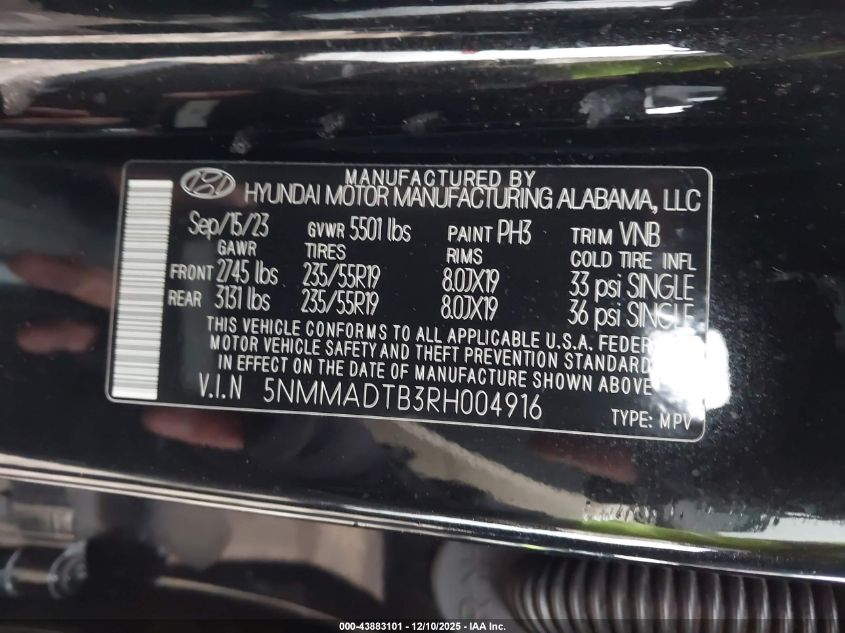 MANUFACTURED BY
HYUNDAI MOTOR MANUFACTURING ALABAMA, LLC
Sep/15/23 GVWR 5501 lbs PAINT PH3 TRIM VNB
GAWR TIRES RIMS COLD TIRE INFL
FRONT 2745 lbs 235/55R19 8.0JX19 33 psi SINGLE
REAR 3131 lbs 235/55R19 8.0JX19 36 psi SINGLE
THIS VEHICLE CONFORMS TO ALL APPLICABLE U.S.A. FEDER
MOTOR VEHICLE SAFETY AND THEFT PREVENTION STANDARD
IN EFFECT ON THE DATE OF MANUFACTURE SHOWN ABOVE
V.I.N 5NMMADTB3RH004916
TYPE: MPV
000-43883101 - 12/10/2025 - IAA Inc.